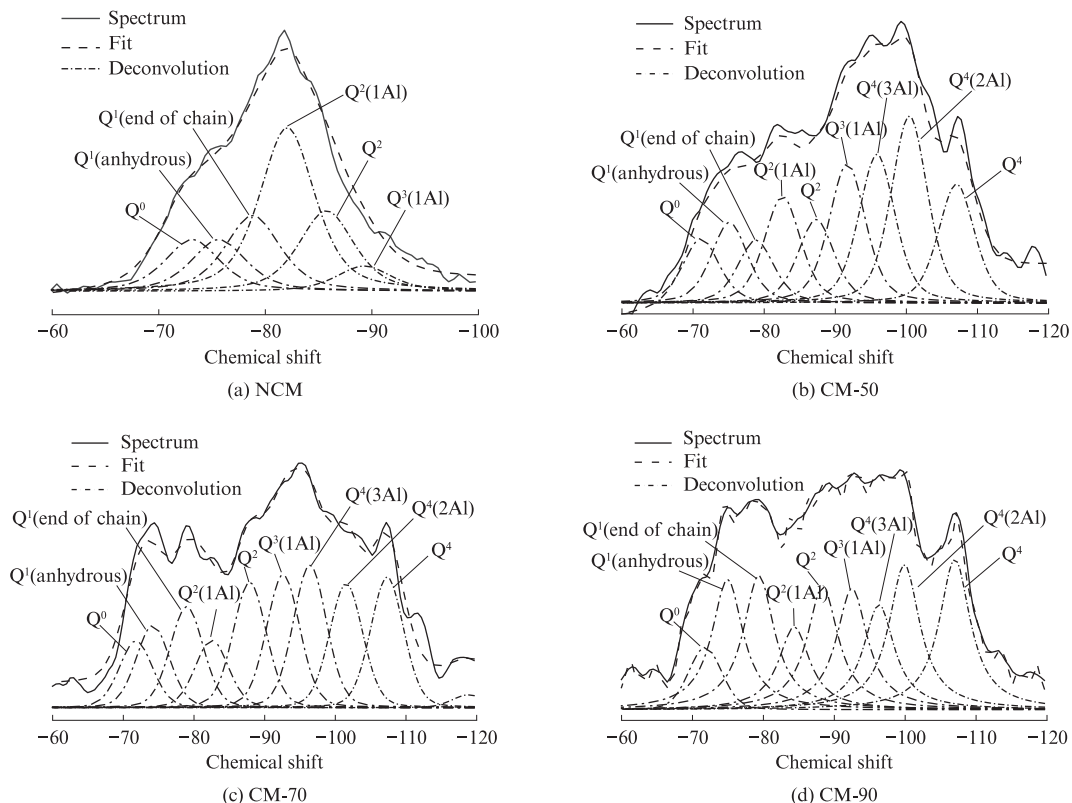 Spectrum
Fit
Deconvolution
Q²(1Al)
Q¹(end of chain)
Q¹(anhydrous)
Q²
Q⁰
Q³(1Al)
−60 −70 −80 −90 −100
Chemical shift
(a) NCM
Spectrum
Fit
Deconvolution
Q⁴(3Al)
Q⁴(2Al)
Q³(1Al)
Q¹(end of chain)
Q²(1Al)
Q¹(anhydrous)
Q²
Q⁴
Q⁰
−60 −70 −80 −90 −100 −110 −120
Chemical shift
(b) CM-50
Spectrum
Fit
Deconvolution
Q⁴(3Al)
Q⁴(2Al)
Q¹(end of chain)
Q³(1Al)
Q²
Q⁴
Q¹(anhydrous)
Q²(1Al)
Q⁰
−60 −70 −80 −90 −100 −110 −120
Chemical shift
(c) CM-70
Spectrum
Fit
Deconvolution
Q⁴(3Al)
Q⁴(2Al)
Q¹(end of chain)
Q³(1Al)
Q¹(anhydrous)
Q²
Q⁴
Q²(1Al)
Q⁰
−60 −70 −80 −90 −100 −110 −120
Chemical shift
(d) CM-90